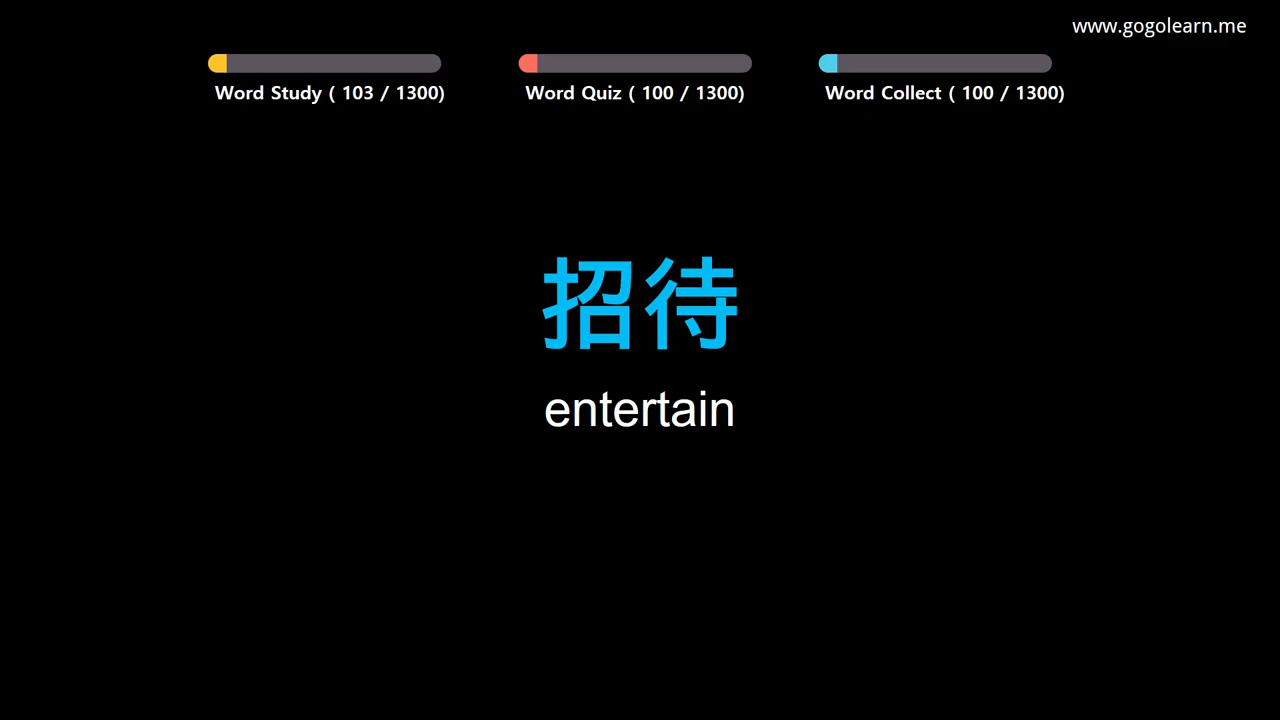 www.gogolearn.me
Word Study ( 103 / 1300)
Word Quiz ( 100 / 1300)
Word Collect ( 100 / 1300)
招待
entertain